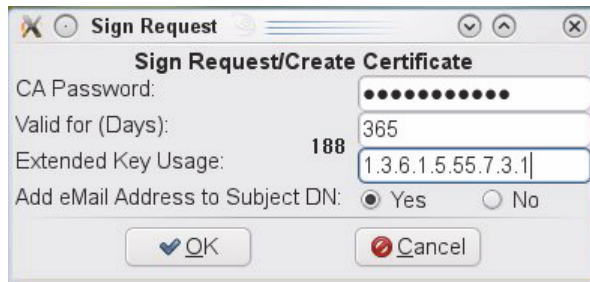 Sign Request
Sign Request/Create Certificate
CA Password: ●●●●●●●●●●●
Valid for (Days): 365
188
Extended Key Usage: 1.3.6.1.5.55.7.3.1
Add eMail Address to Subject DN: Yes No
OK Cancel